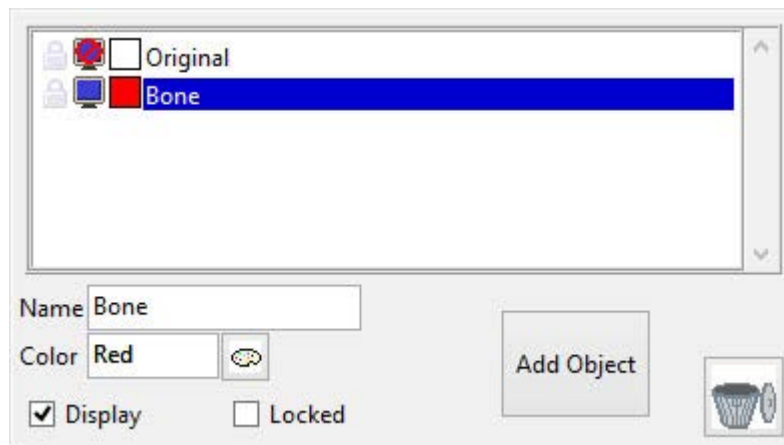 Original
Bone
Name Bone
Color Red
Add Object
Display Locked